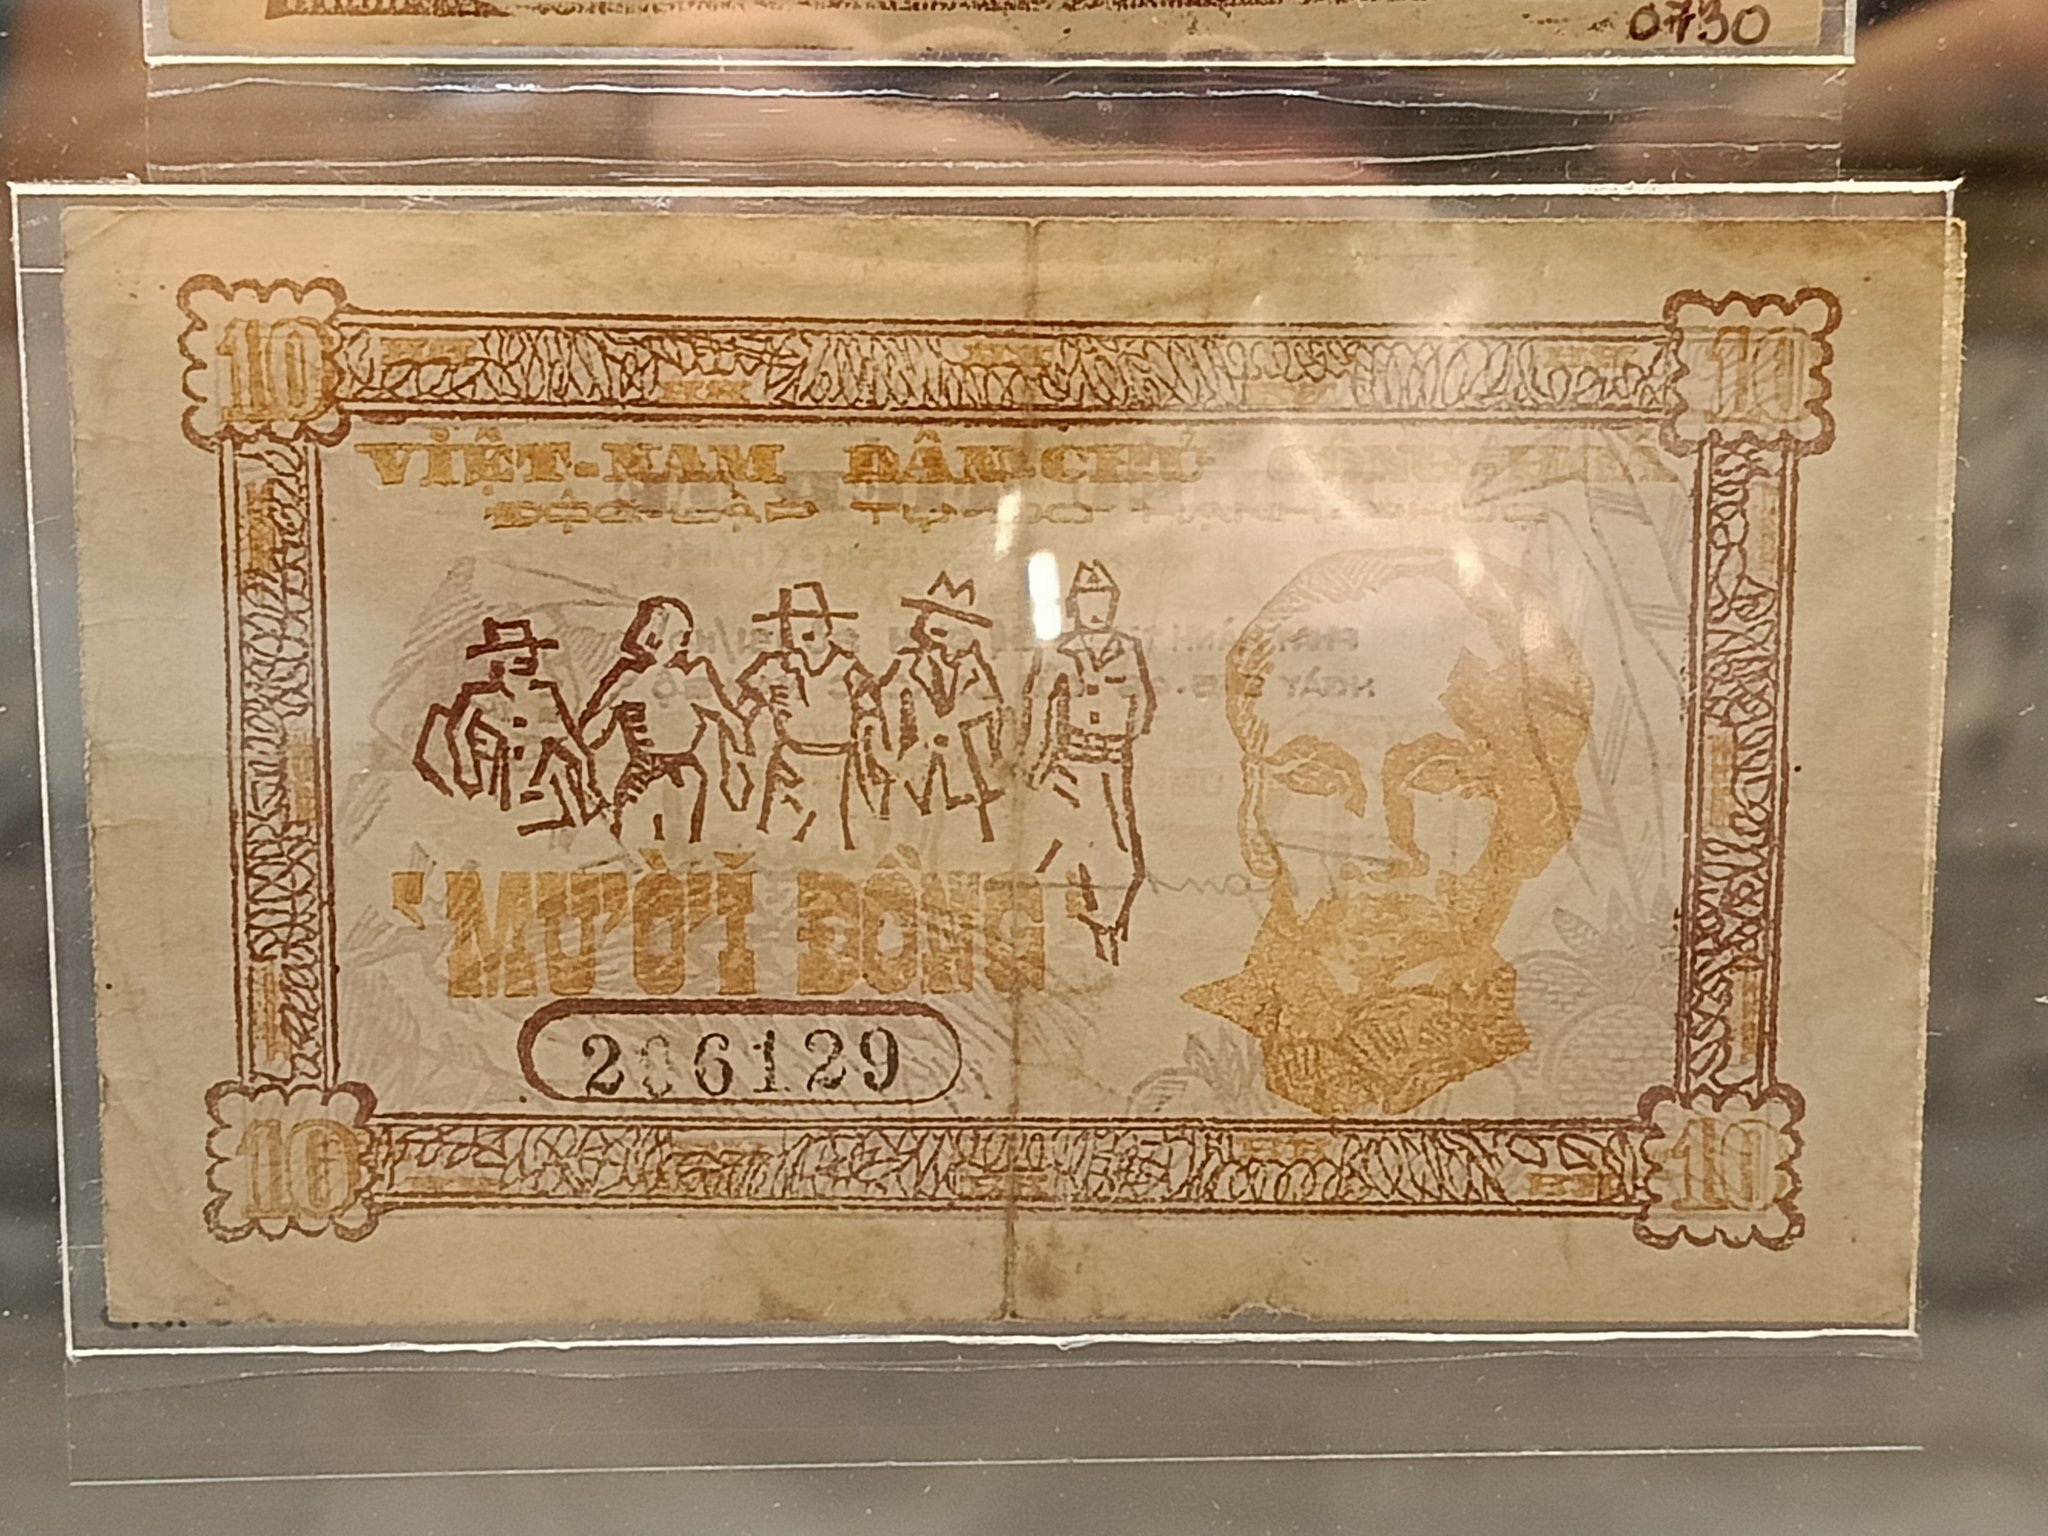 0730
10 10
VIỆT-NAM DÂN-CHỦ CỘNG-HÒA
ĐỘC-LẬP TỰ-DO HẠNH-PHÚC
"MƯỜI ĐỒNG"
206129
10 10